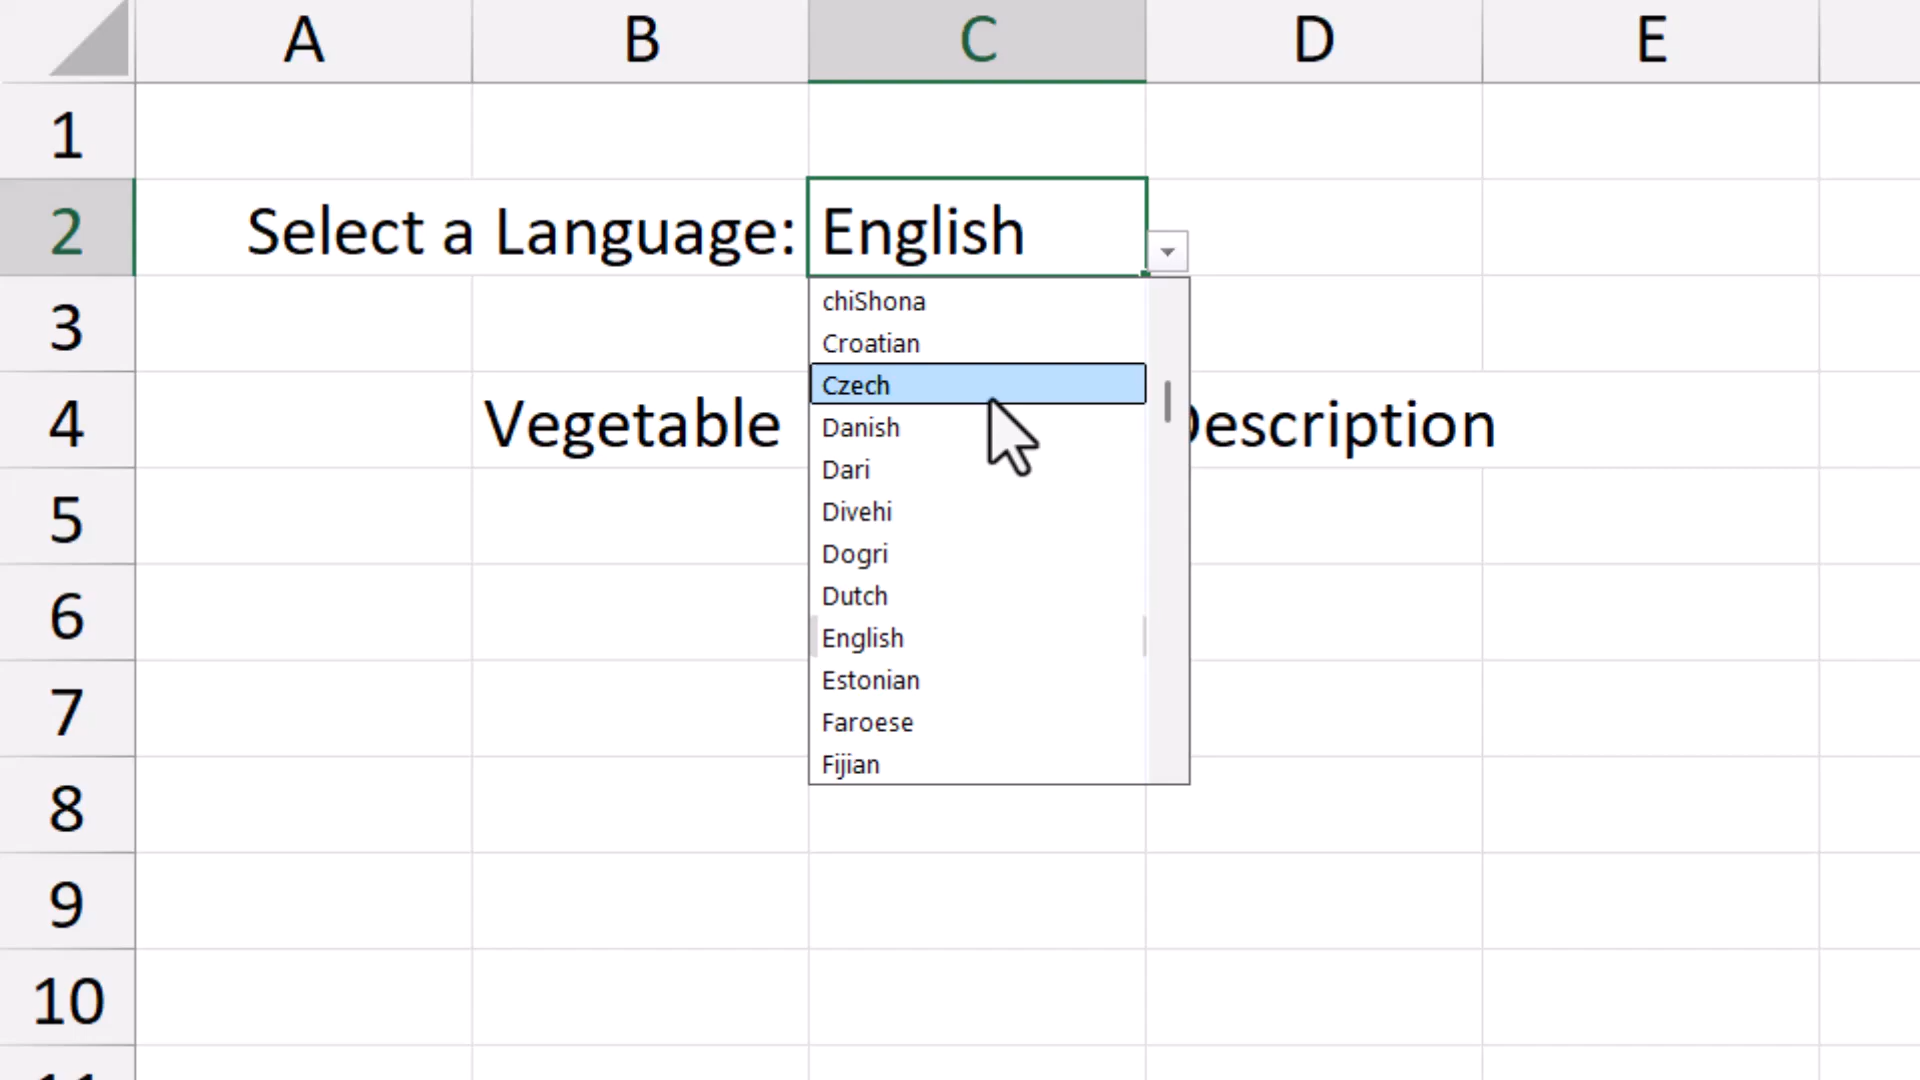 A B C D E
1
2 Select a Language: English
chiShona
3
Croatian
Czech
4 Vegetable escription
Danish
Dari
5
Divehi
Dogri
Dutch
6
English
Estonian
7
Faroese
Fijian
8
9
10